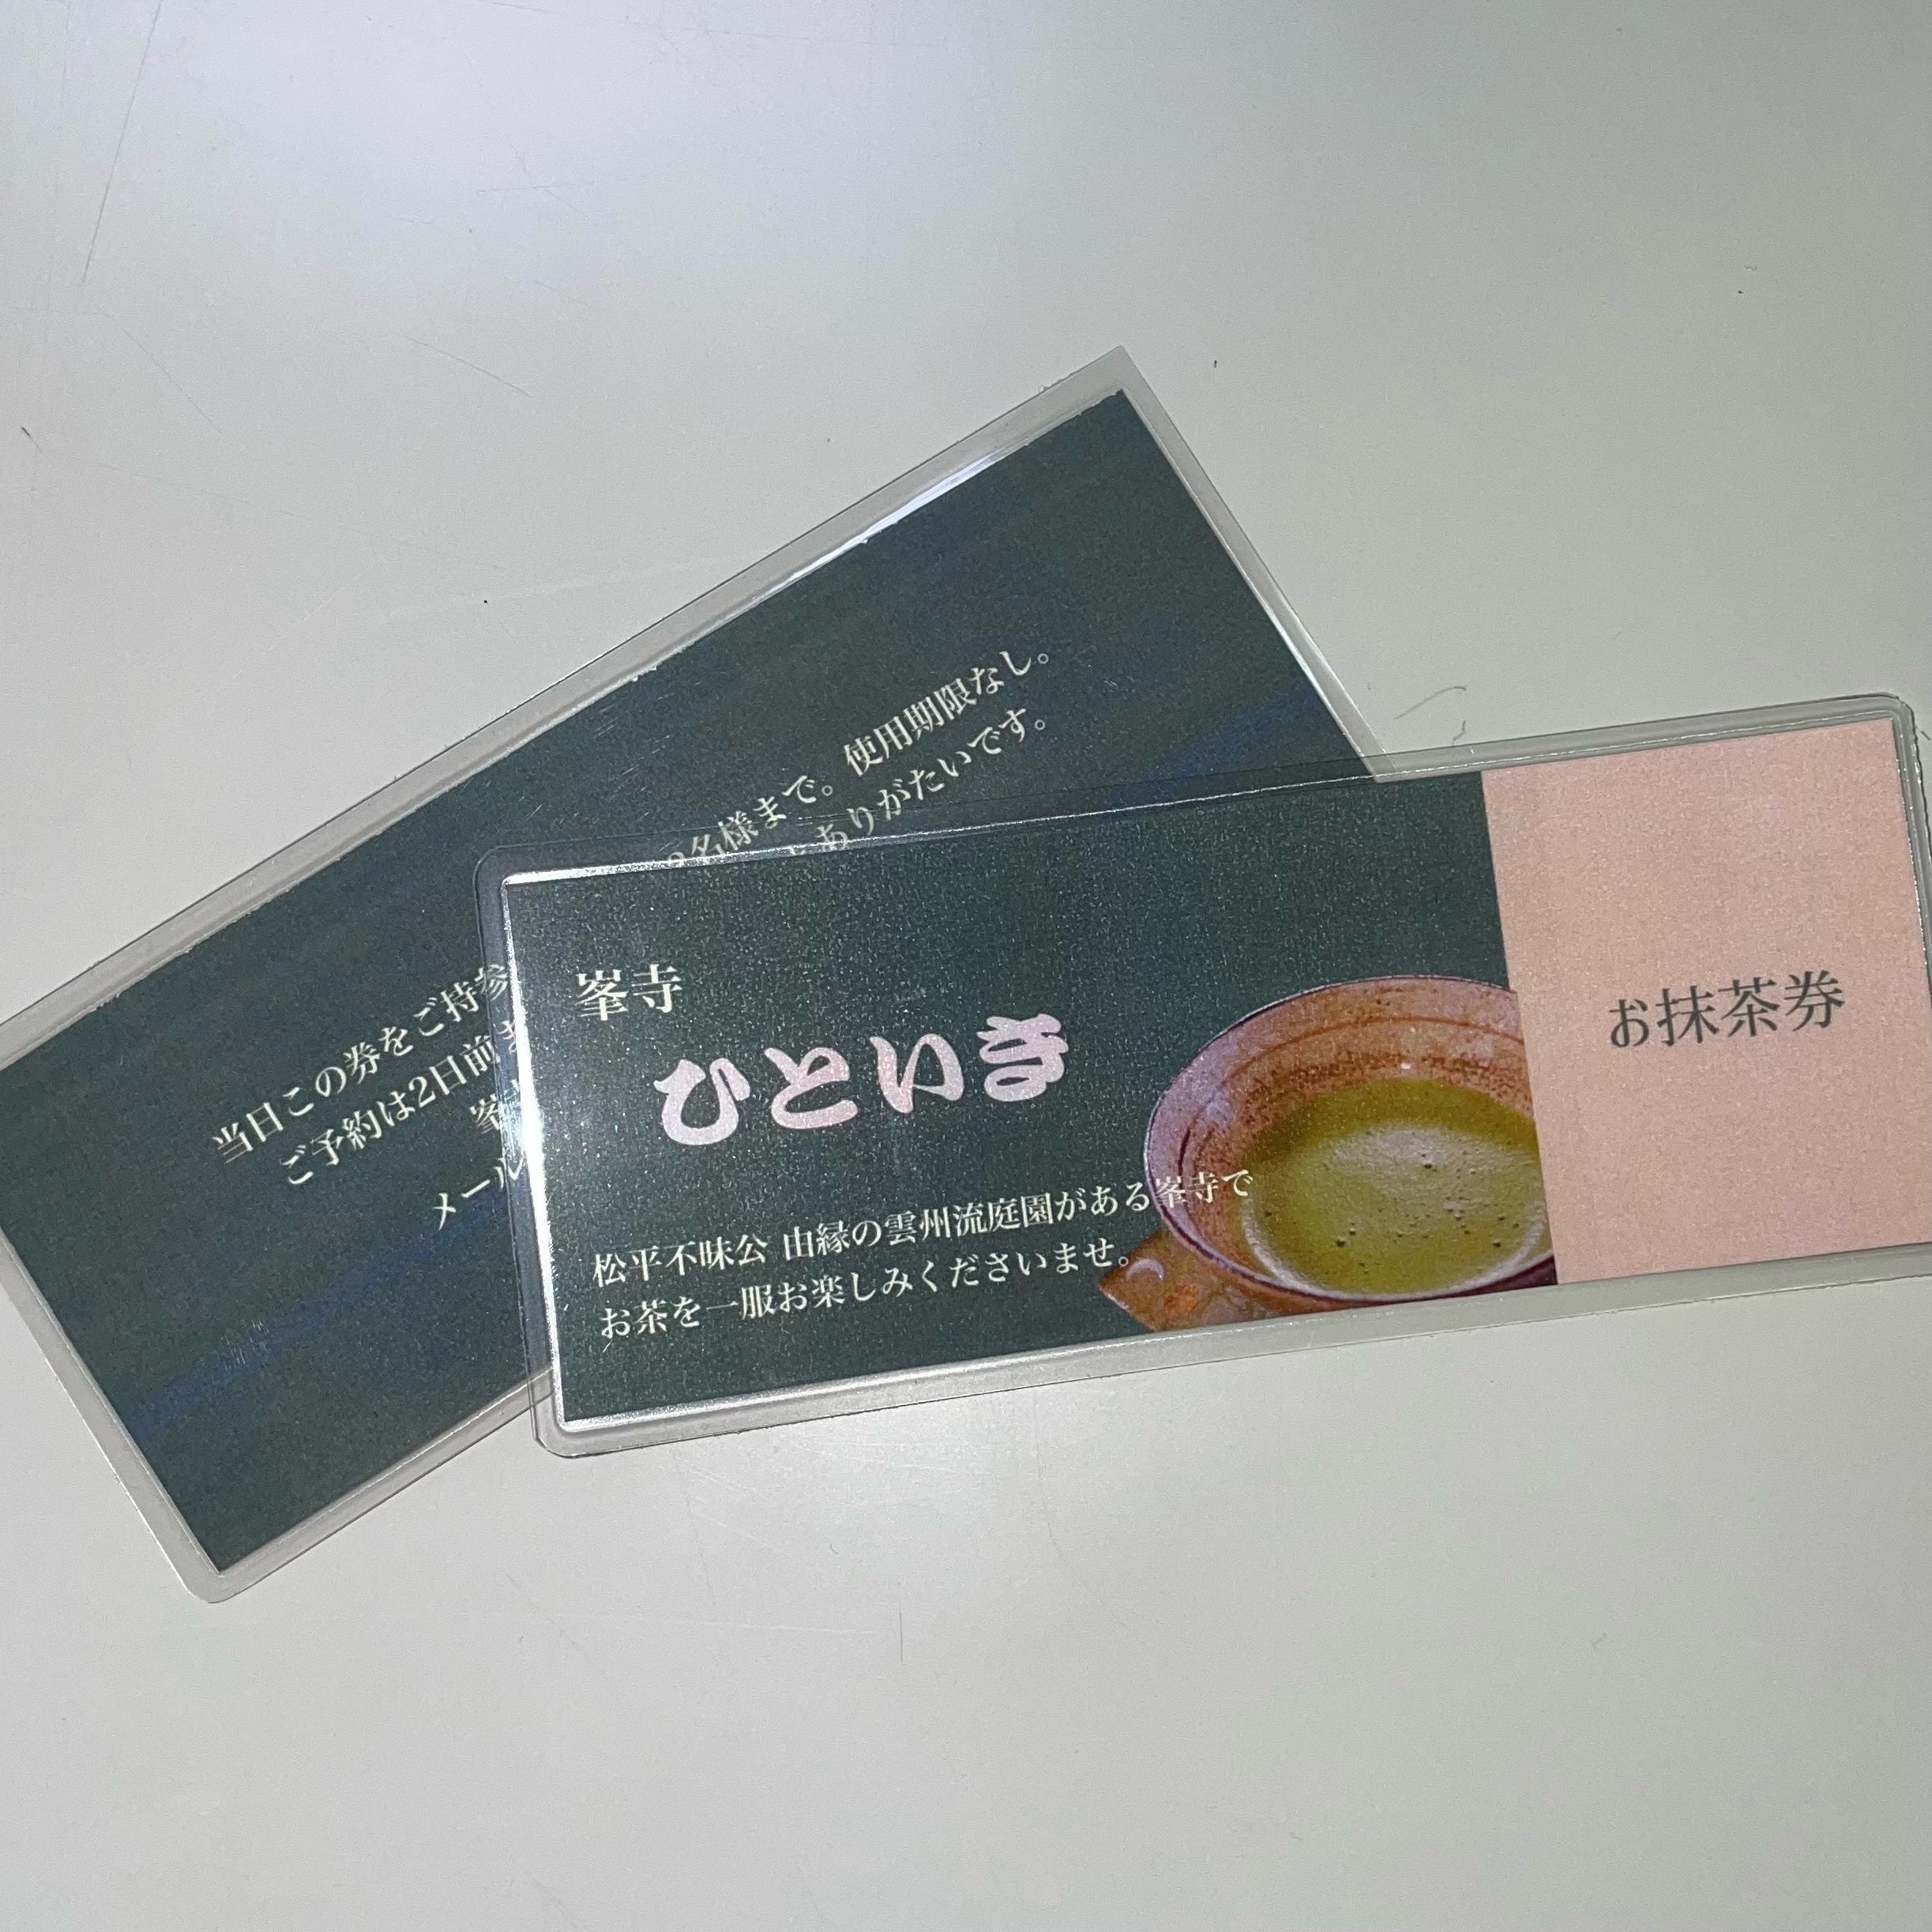 当日この券をご持参
名様まで。使用期限なし。
ご予約は2日前
ありがたいです。
峯
メール
峯寺
ひといき
松平不昧公 由縁の雲州流庭園がある峯寺で
お茶を一服お楽しみくださいませ。
お抹茶券